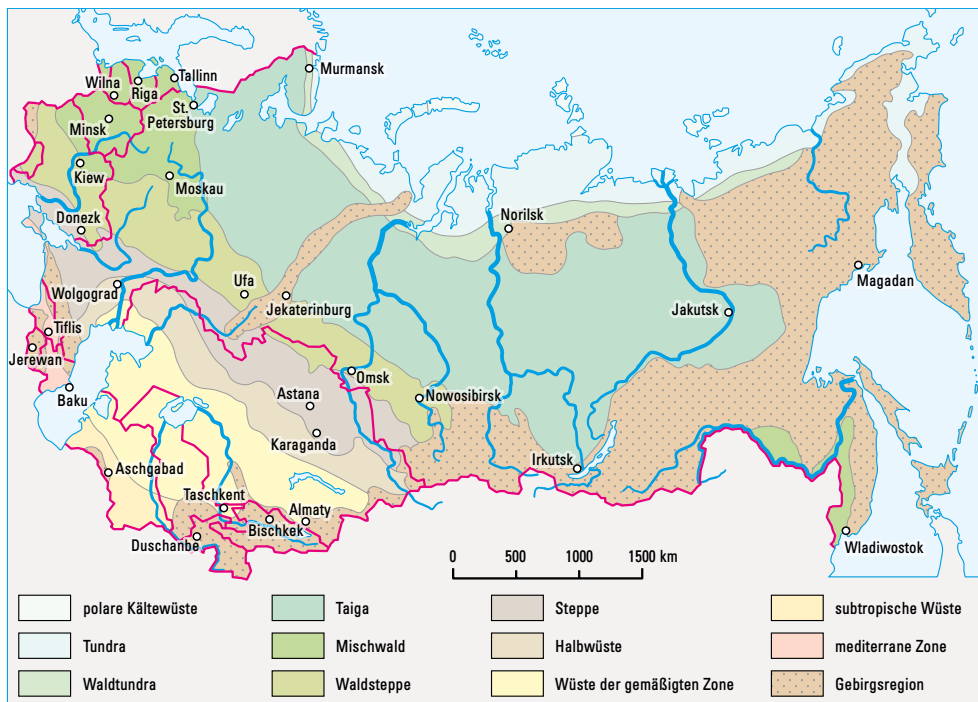 Murmansk
Tallinn
Wilna
Riga
St.
Petersburg
Minsk
Kiew
Moskau
Donezk
Norilsk
Ufa
Wolgograd
Jekaterinburg
Magadan
Jakutsk
Tiflis
Jerewan
Omsk
Baku
Astana
Nowosibirsk
Karaganda
Aschgabad
Irkutsk
Taschkent
Almaty
Bischkek
Duschanbe
Wladiwostok
0 500 1000 1500 km
polare Kältewüste
Taiga
Steppe
subtropische Wüste
Tundra
Mischwald
Halbwüste
mediterrane Zone
Waldtundra
Waldsteppe
Wüste der gemäßigten Zone
Gebirgsregion